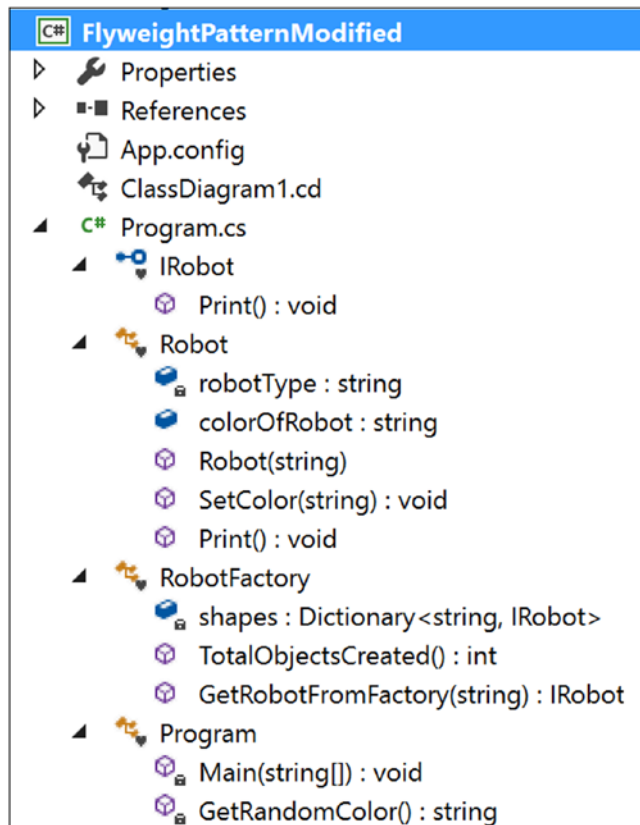 C# FlyweightPatternModified
Properties
References
App.config
ClassDiagram1.cd
C# Program.cs
IRobot
Print() : void
Robot
robotType : string
colorOfRobot : string
Robot(string)
SetColor(string) : void
Print() : void
RobotFactory
shapes : Dictionary<string, IRobot>
TotalObjectsCreated() : int
GetRobotFromFactory(string) : IRobot
Program
Main(string[]) : void
GetRandomColor() : string